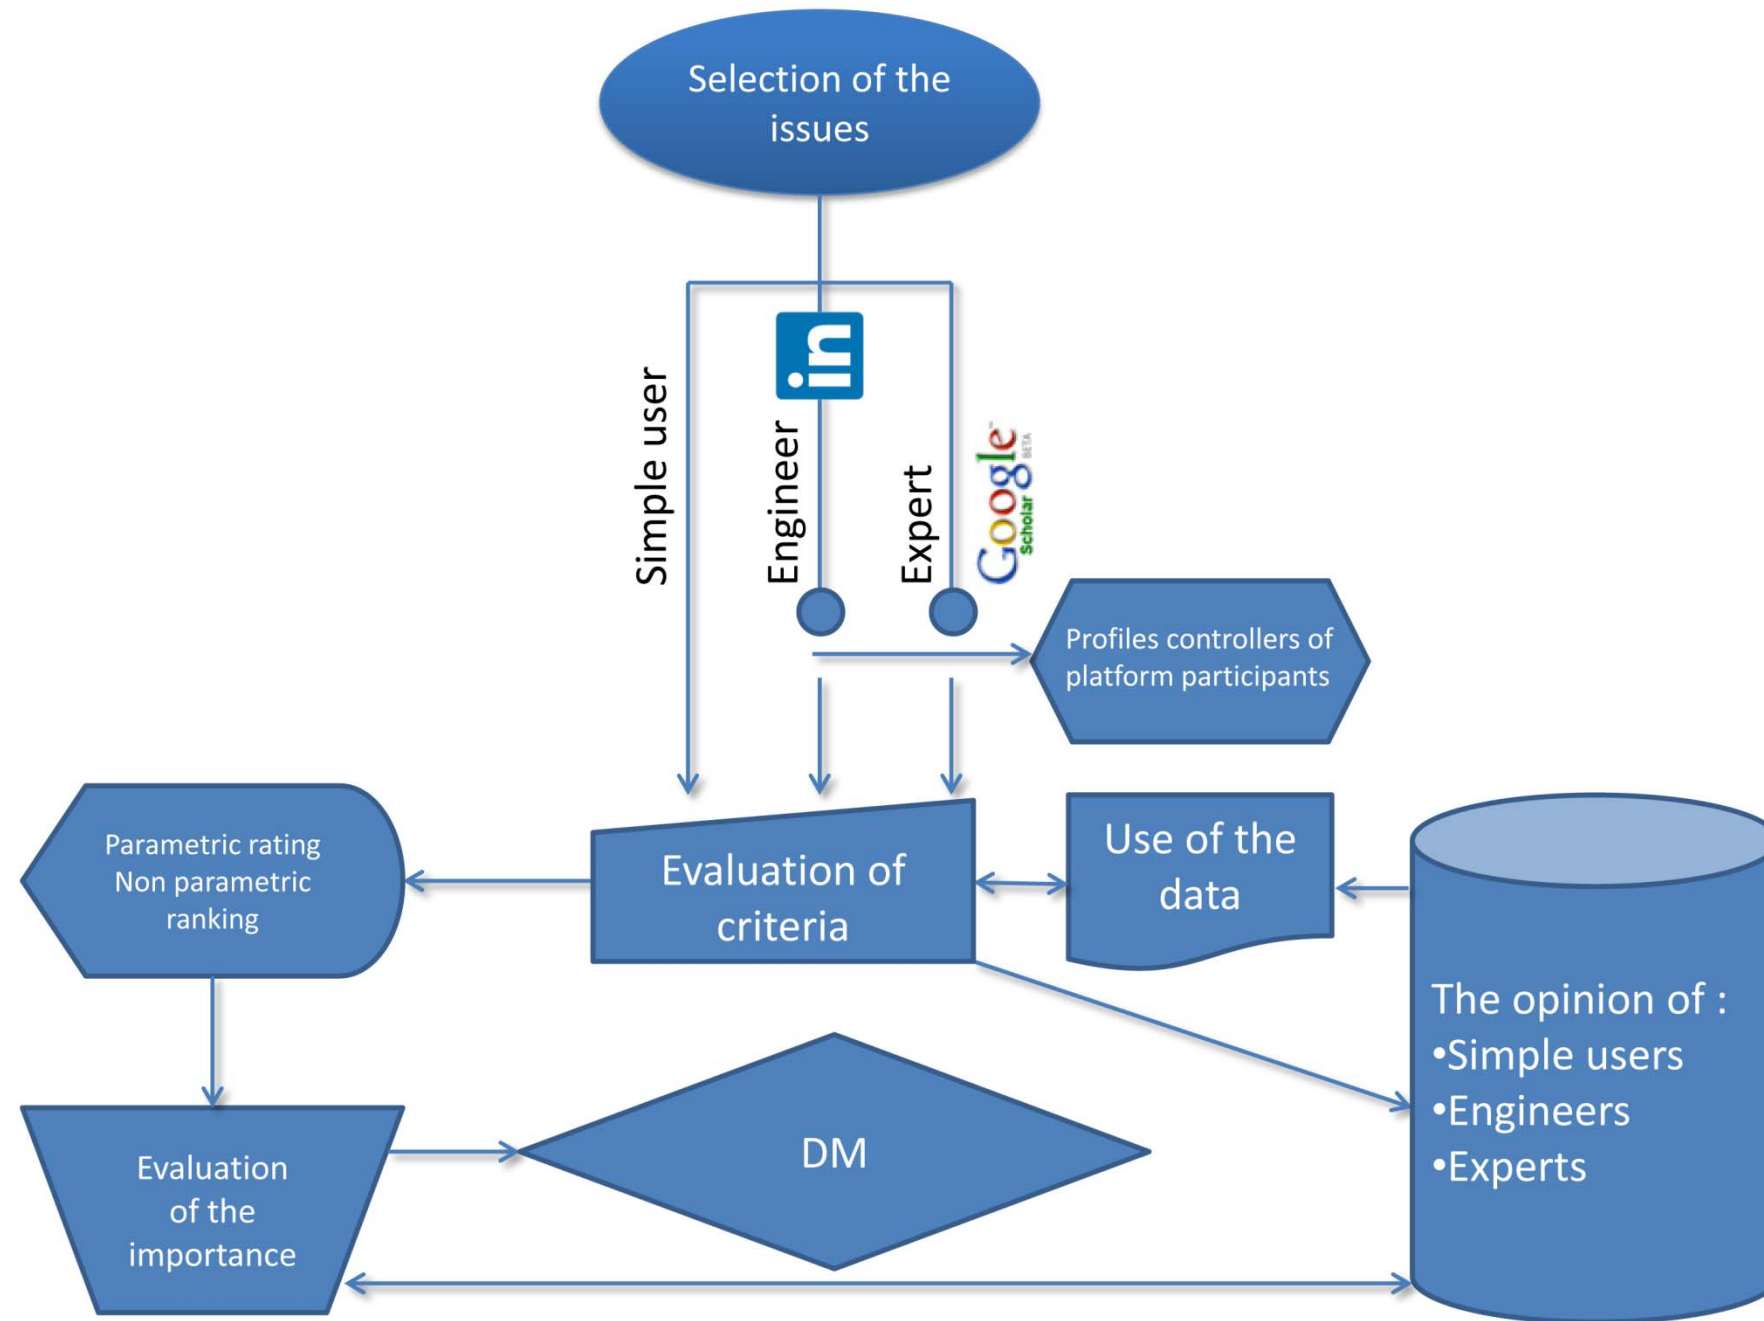 Selection of the
issues
Simple user
in
Engineer
Expert
Google™
BETA
Scholar
Profiles controllers of
platform participants
Parametric rating
Non parametric
ranking
Evaluation of
criteria
Use of the
data
The opinion of :
•Simple users
•Engineers
•Experts
Evaluation
of the
importance
DM